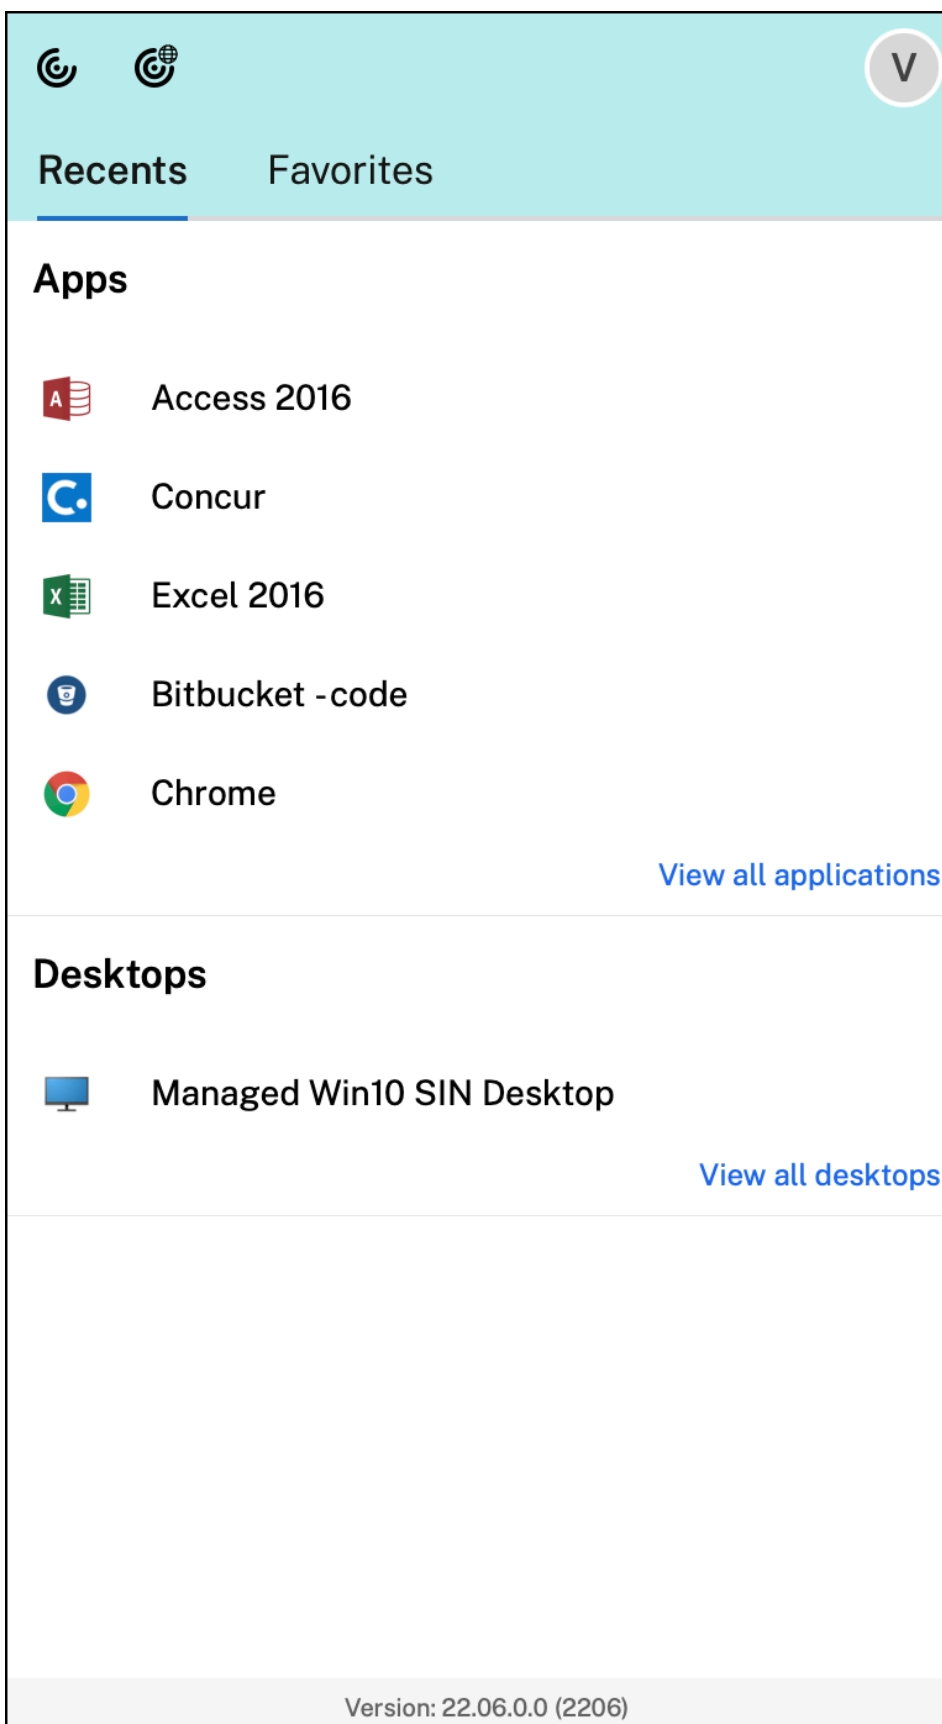 V
Recents Favorites
Apps
Access 2016
Concur
Excel 2016
Bitbucket - code
Chrome
View all applications
Desktops
Managed Win10 SIN Desktop
View all desktops
Version: 22.06.0.0 (2206)